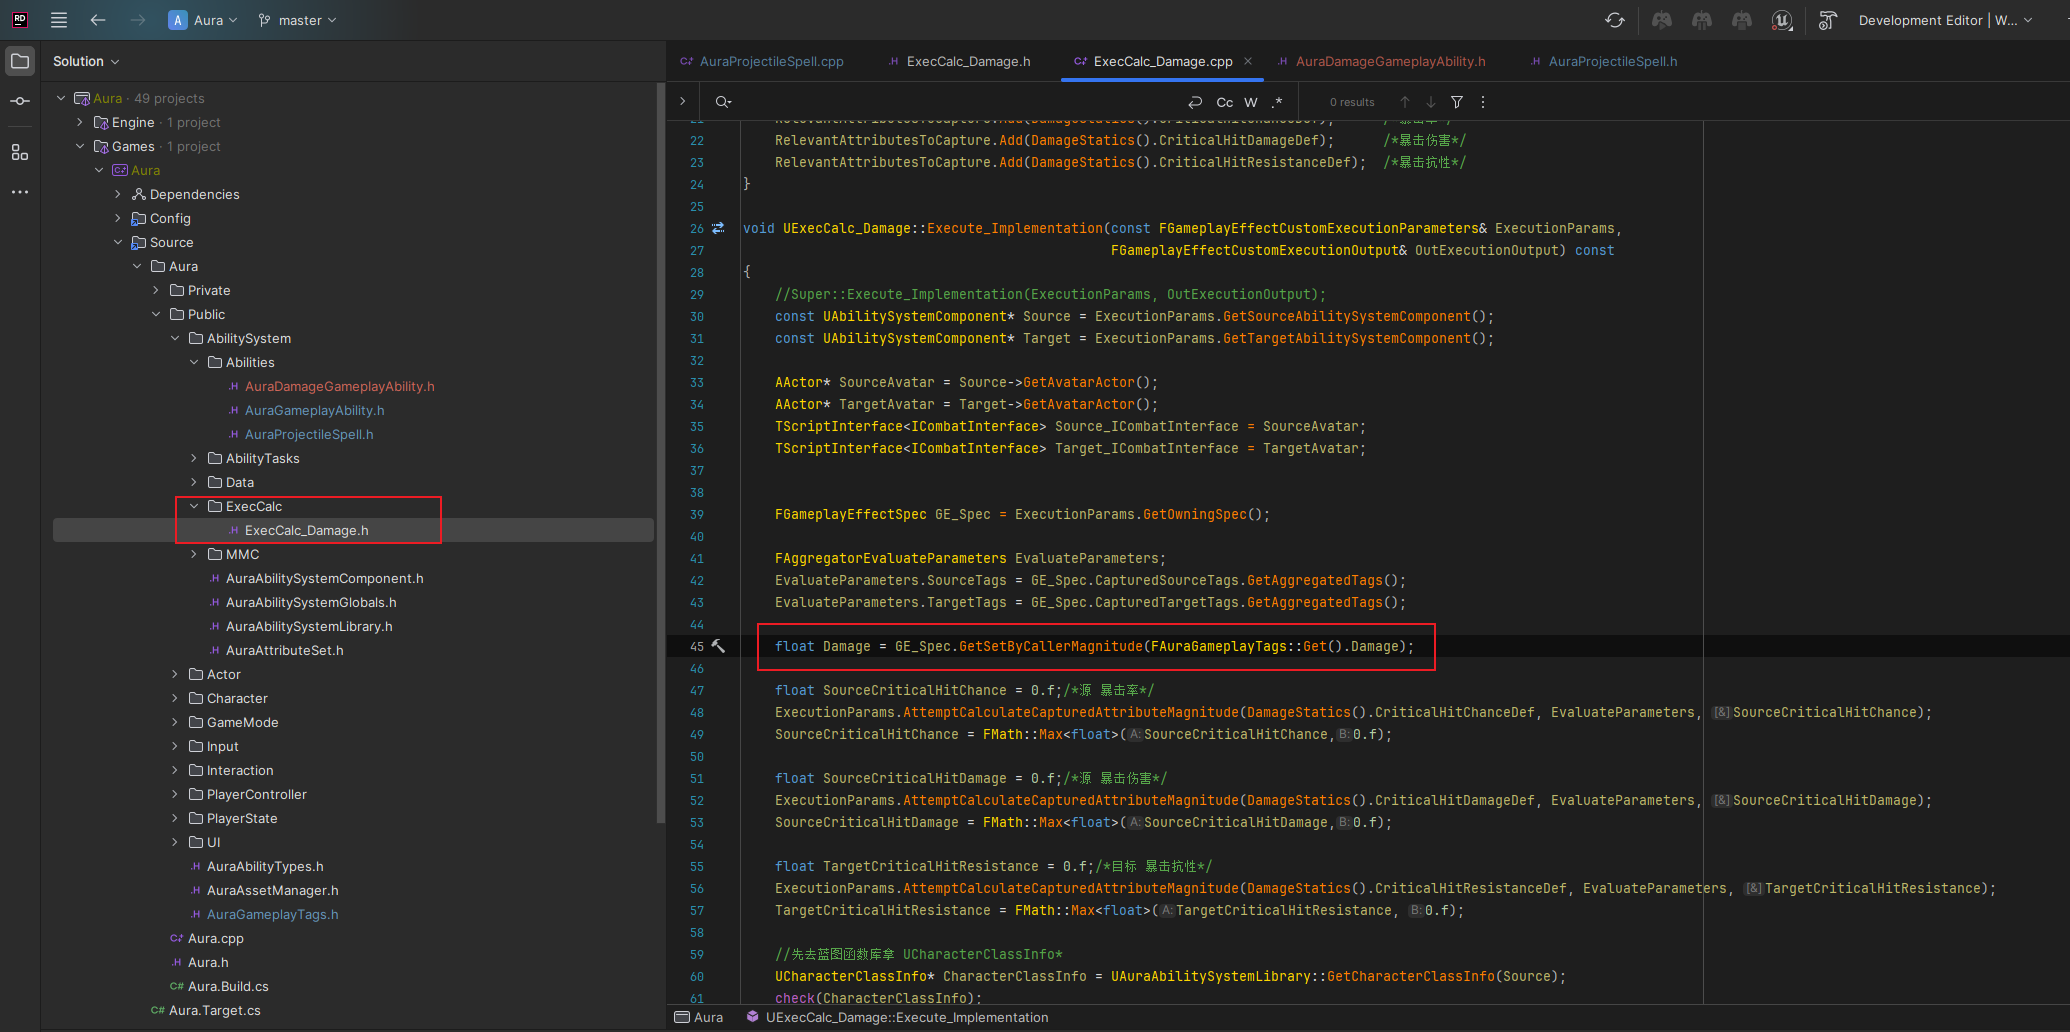 RD
A Aura master
Development Editor | W...
Solution
AuraProjectileSpell.cpp
ExecCalc_Damage.h
ExecCalc_Damage.cpp
AuraDamageGameplayAbility.h
AuraProjectileSpell.h
Cc W .* 0 results
Aura · 49 projects
Engine · 1 project
Games · 1 project
Aura
Dependencies
Config
Source
Aura
Private
Public
AbilitySystem
Abilities
AuraDamageGameplayAbility.h
AuraGameplayAbility.h
AuraProjectileSpell.h
AbilityTasks
Data
ExecCalc
ExecCalc_Damage.h
MMC
AuraAbilitySystemComponent.h
AuraAbilitySystemGlobals.h
AuraAbilitySystemLibrary.h
AuraAttributeSet.h
Actor
Character
GameMode
Input
Interaction
PlayerController
PlayerState
UI
AuraAbilityTypes.h
AuraAssetManager.h
AuraGameplayTags.h
Aura.cpp
Aura.h
C# Aura.Build.cs
C# Aura.Target.cs
21 RelevantAttributesToCapture.Add(DamageStatics().CriticalHitChanceDef); /*暴击率*/
22 RelevantAttributesToCapture.Add(DamageStatics().CriticalHitDamageDef); /*暴击伤害*/
23 RelevantAttributesToCapture.Add(DamageStatics().CriticalHitResistanceDef); /*暴击抗性*/
24 }
25
26 void UExecCalc_Damage::Execute_Implementation(const FGameplayEffectCustomExecutionParameters& ExecutionParams,
27 FGameplayEffectCustomExecutionOutput& OutExecutionOutput) const
28 {
29 //Super::Execute_Implementation(ExecutionParams, OutExecutionOutput);
30 const UAbilitySystemComponent* Source = ExecutionParams.GetSourceAbilitySystemComponent();
31 const UAbilitySystemComponent* Target = ExecutionParams.GetTargetAbilitySystemComponent();
32
33 AActor* SourceAvatar = Source->GetAvatarActor();
34 AActor* TargetAvatar = Target->GetAvatarActor();
35 TScriptInterface<ICombatInterface> Source_ICombatInterface = SourceAvatar;
36 TScriptInterface<ICombatInterface> Target_ICombatInterface = TargetAvatar;
37
38
39 FGameplayEffectSpec GE_Spec = ExecutionParams.GetOwningSpec();
40
41 FAggregatorEvaluateParameters EvaluateParameters;
42 EvaluateParameters.SourceTags = GE_Spec.CapturedSourceTags.GetAggregatedTags();
43 EvaluateParameters.TargetTags = GE_Spec.CapturedTargetTags.GetAggregatedTags();
44
45 float Damage = GE_Spec.GetSetByCallerMagnitude(FAuraGameplayTags::Get().Damage);
46
47 float SourceCriticalHitChance = 0.f;/*源 暴击率*/
48 ExecutionParams.AttemptCalculateCapturedAttributeMagnitude(DamageStatics().CriticalHitChanceDef, EvaluateParameters, [&]SourceCriticalHitChance);
49 SourceCriticalHitChance = FMath::Max<float>(A:SourceCriticalHitChance,B:0.f);
50
51 float SourceCriticalHitDamage = 0.f;/*源 暴击伤害*/
52 ExecutionParams.AttemptCalculateCapturedAttributeMagnitude(DamageStatics().CriticalHitDamageDef, EvaluateParameters, [&]SourceCriticalHitDamage);
53 SourceCriticalHitDamage = FMath::Max<float>(A:SourceCriticalHitDamage,B:0.f);
54
55 float TargetCriticalHitResistance = 0.f;/*目标 暴击抗性*/
56 ExecutionParams.AttemptCalculateCapturedAttributeMagnitude(DamageStatics().CriticalHitResistanceDef, EvaluateParameters, [&]TargetCriticalHitResistance);
57 TargetCriticalHitResistance = FMath::Max<float>(A:TargetCriticalHitResistance, B:0.f);
58
59 //先去蓝图函数库拿 UCharacterClassInfo*
60 UCharacterClassInfo* CharacterClassInfo = UAuraAbilitySystemLibrary::GetCharacterClassInfo(Source);
61 check(CharacterClassInfo);
Aura UExecCalc_Damage::Execute_Implementation